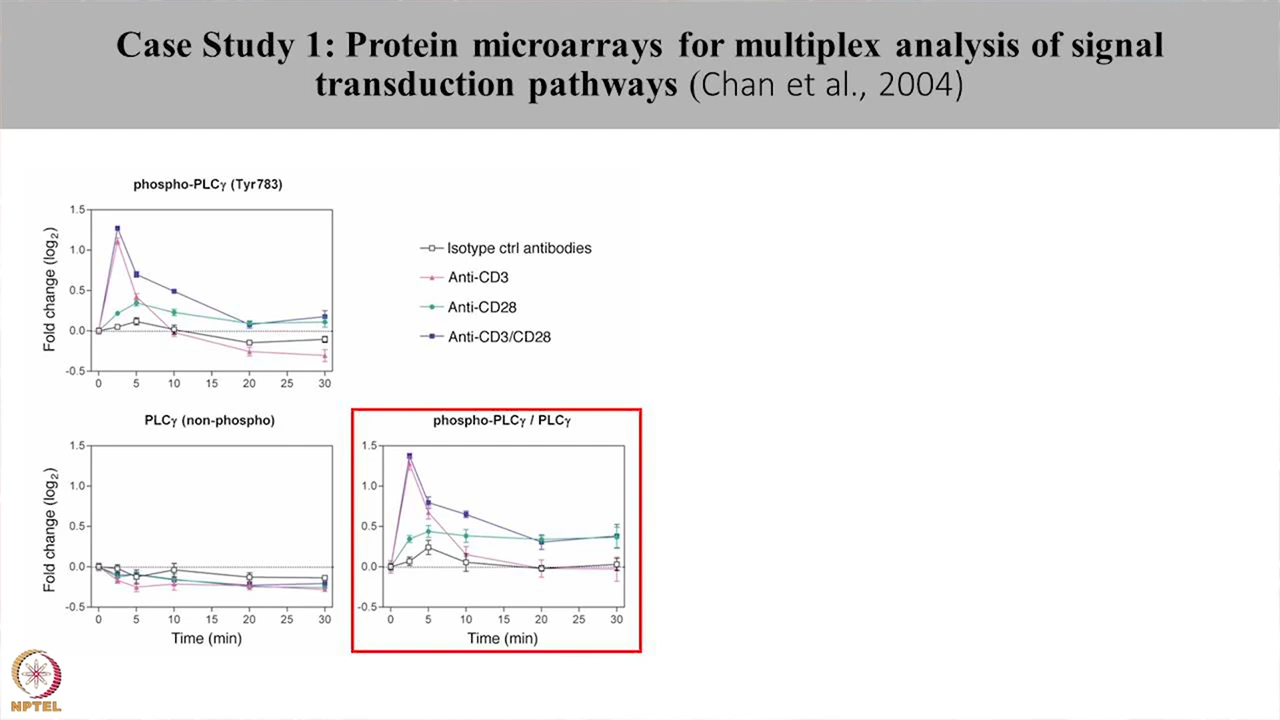 Case Study 1: Protein microarrays for multiplex analysis of signal
transduction pathways (Chan et al., 2004)
phospho-PLCγ (Tyr783)
Fold change (log2)
1.5
1.0
0.5
0.0
-0.5
0 5 10 15 20 25 30
Isotype ctrl antibodies
Anti-CD3
Anti-CD28
Anti-CD3/CD28
PLCγ (non-phospho)
Fold change (log2)
1.5
1.0
0.5
0.0
-0.5
0 5 10 15 20 25 30
Time (min)
phospho-PLCγ / PLCγ
1.5
1.0
0.5
0.0
-0.5
0 5 10 15 20 25 30
Time (min)
NPTEL